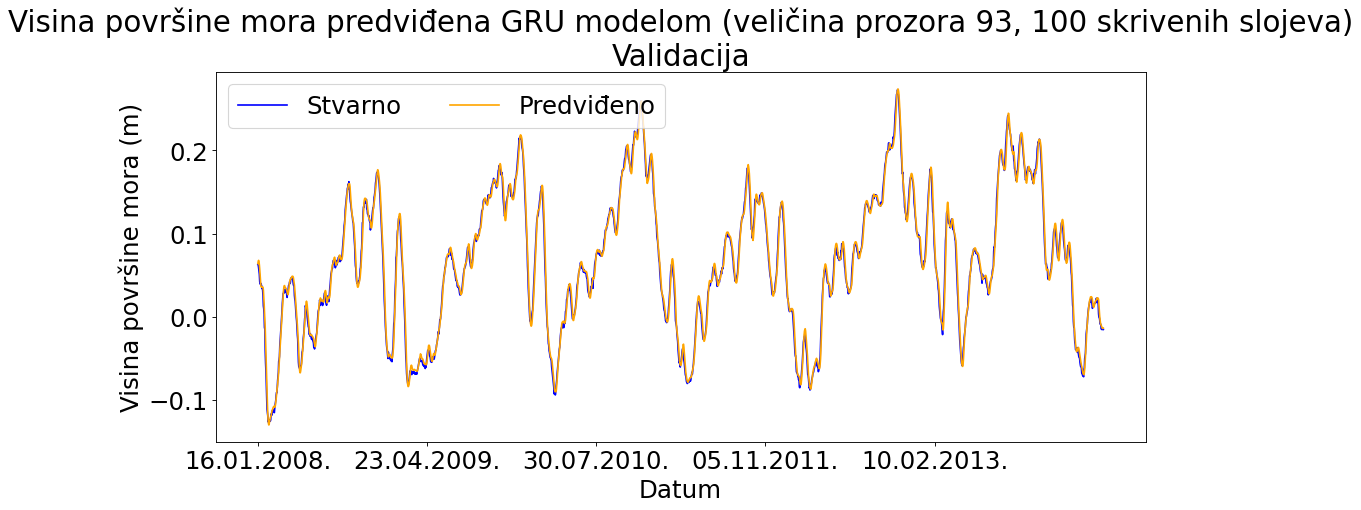 Visina površine mora predviđena GRU modelom (veličina prozora 93, 100 skrivenih slojeva)
Validacija
Stvarno
Predviđeno
Visina površine mora (m)
0.2
0.1
0.0
−0.1
16.01.2008.
23.04.2009.
30.07.2010.
05.11.2011.
10.02.2013.
Datum